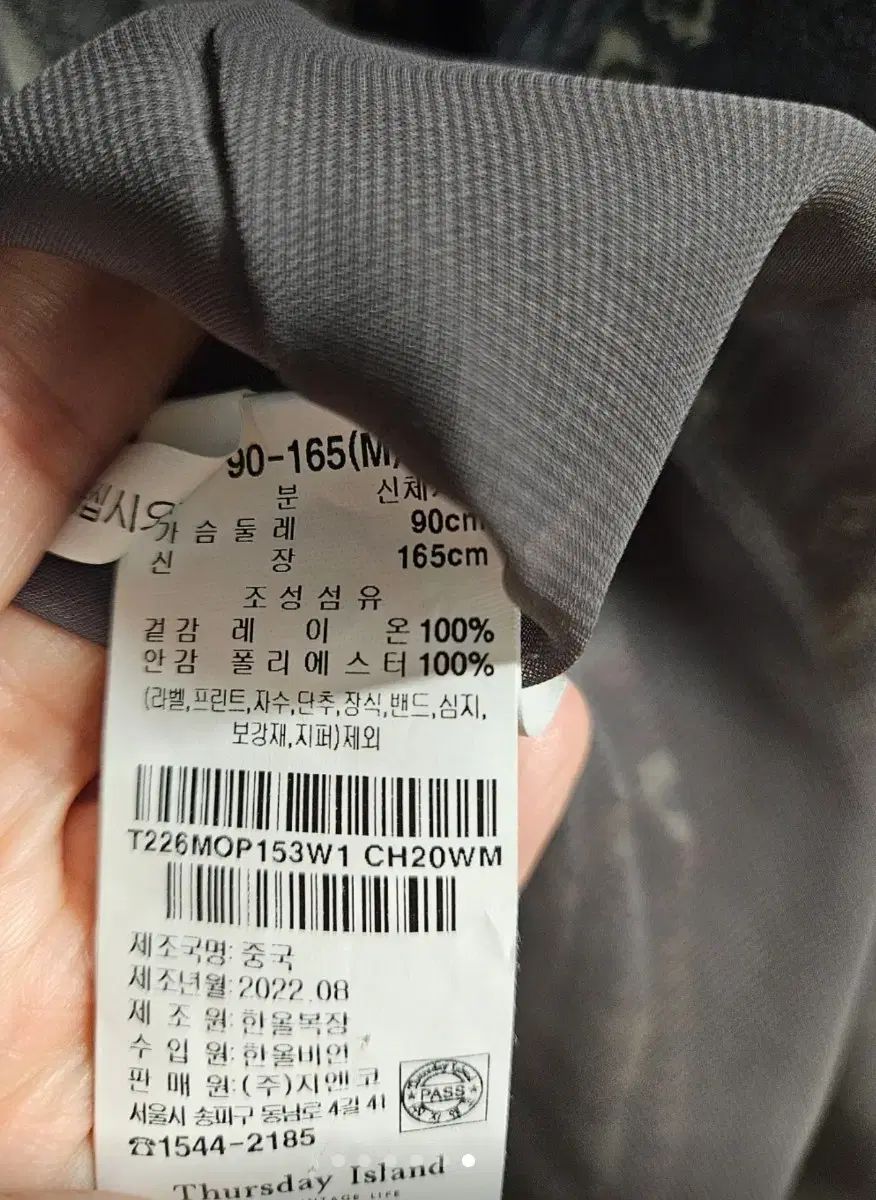 90-165(M)
분 신체
가슴둘레 90cm
신장 165cm
조성섬유
겉감 레이온 100%
안감 폴리에스터 100%
(라벨,프린트,자수,단추,장식,밴드,심지,
보강재,지퍼)제외
T226MOP153W1 CH20WM
제조국명: 중국
제조년월: 2022.08
제조원: 한올복장
수입원: 한올비언
판매원: (주)지엔코
서울시 송파구 동남로 4길 41
☎1544-2185
PASS
Thursday Island